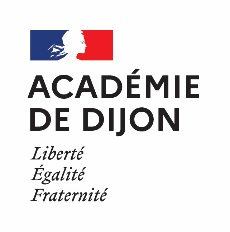 ACADÉMIE
DE DIJON
Liberté
Égalité
Fraternité